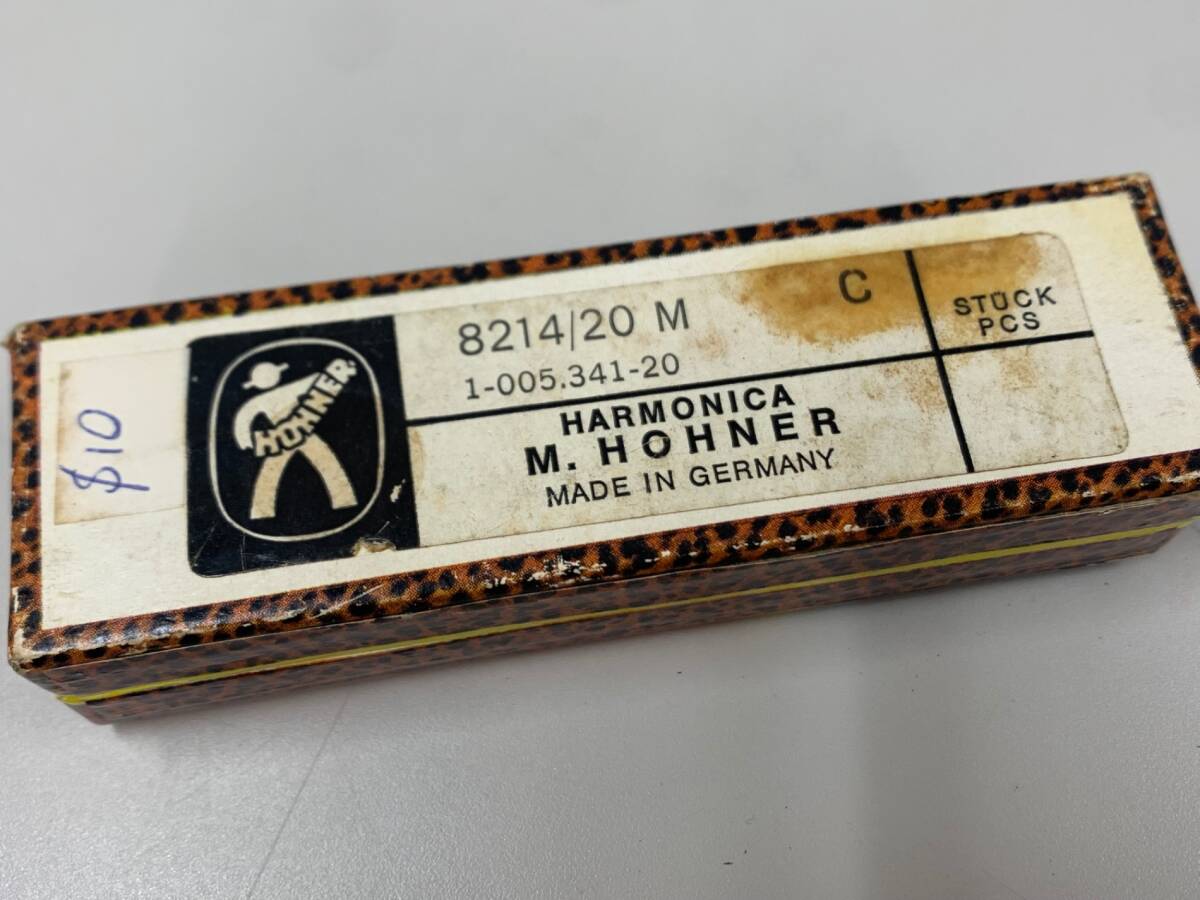 $10
HOHNER
8214/20 M
C
1-005.341-20
STÜCK
PCS
HARMONICA
M. HOHNER
MADE IN GERMANY